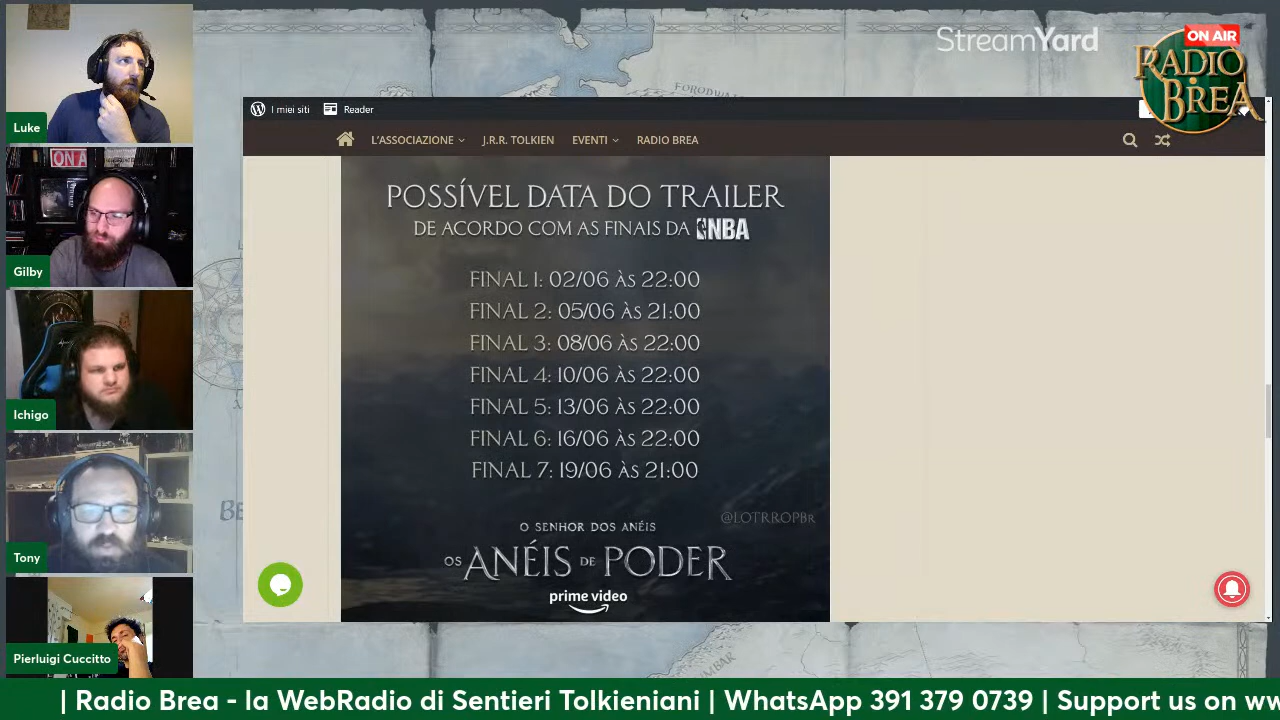 StreamYard
ON AIR
RADIO
BREA
FORODWA
I miei siti
Reader
L'ASSOCIAZIONE
J.R.R. TOLKIEN
EVENTI
RADIO BREA
Luke
ON A
Gilby
Ichigo
Tony
Pierluigi Cuccitto
POSSÍVEL DATA DO TRAILER
DE ACORDO COM AS FINAIS DA NBA
FINAL 1: 02/06 ÀS 22:00
FINAL 2: 05/06 ÀS 21:00
FINAL 3: 08/06 ÀS 22:00
FINAL 4: 10/06 ÀS 22:00
FINAL 5: 13/06 ÀS 22:00
FINAL 6: 16/06 ÀS 22:00
FINAL 7: 19/06 ÀS 21:00
@LOTRROPBR
O SENHOR DOS ANÉIS
OS ANÉIS DE PODER
prime video
BE
| Radio Brea - la WebRadio di Sentieri Tolkieniani | WhatsApp 391 379 0739 | Support us on ww